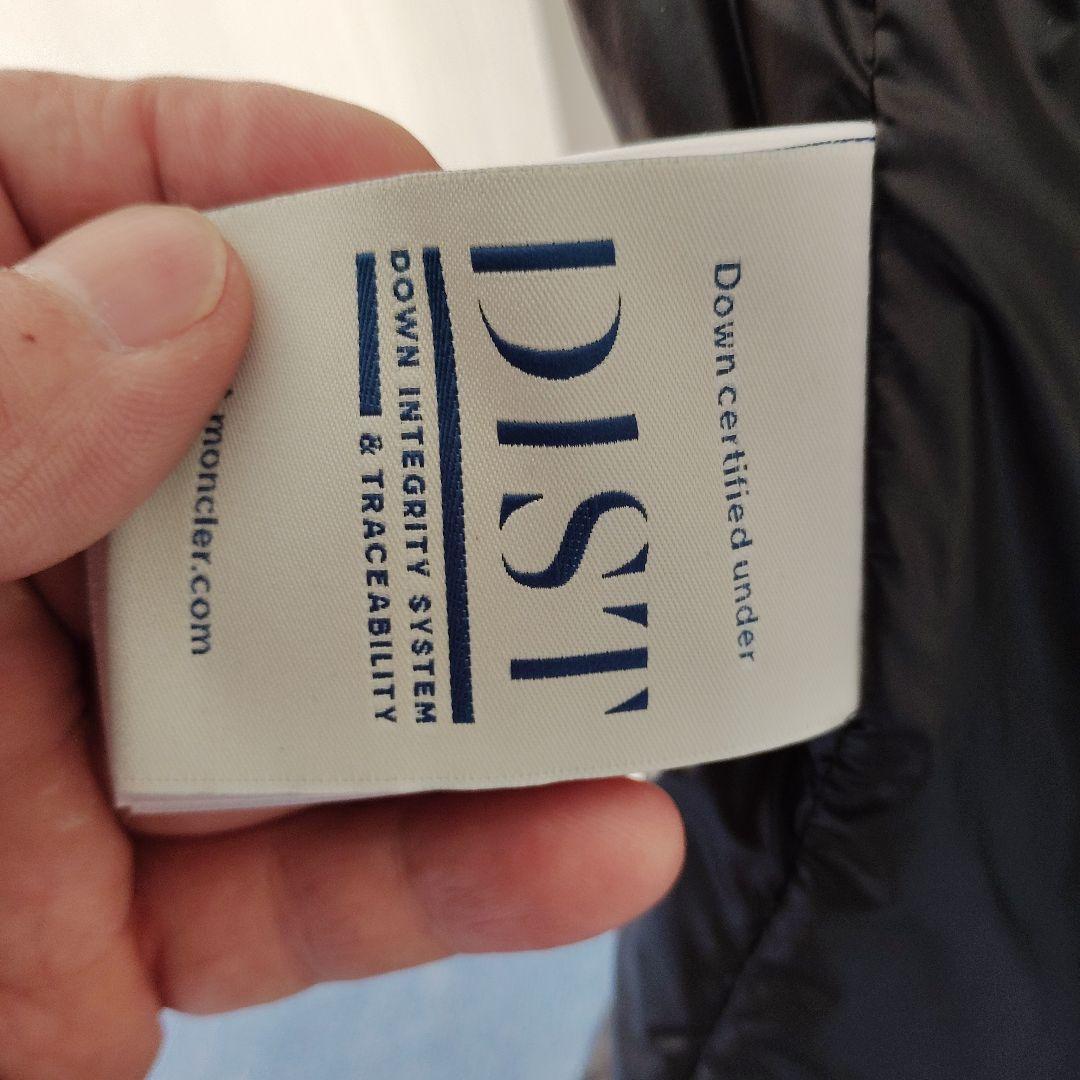 Down certified under
DIST
DOWN INTEGRITY SYSTEM
& TRACEABILITY
moncler.com